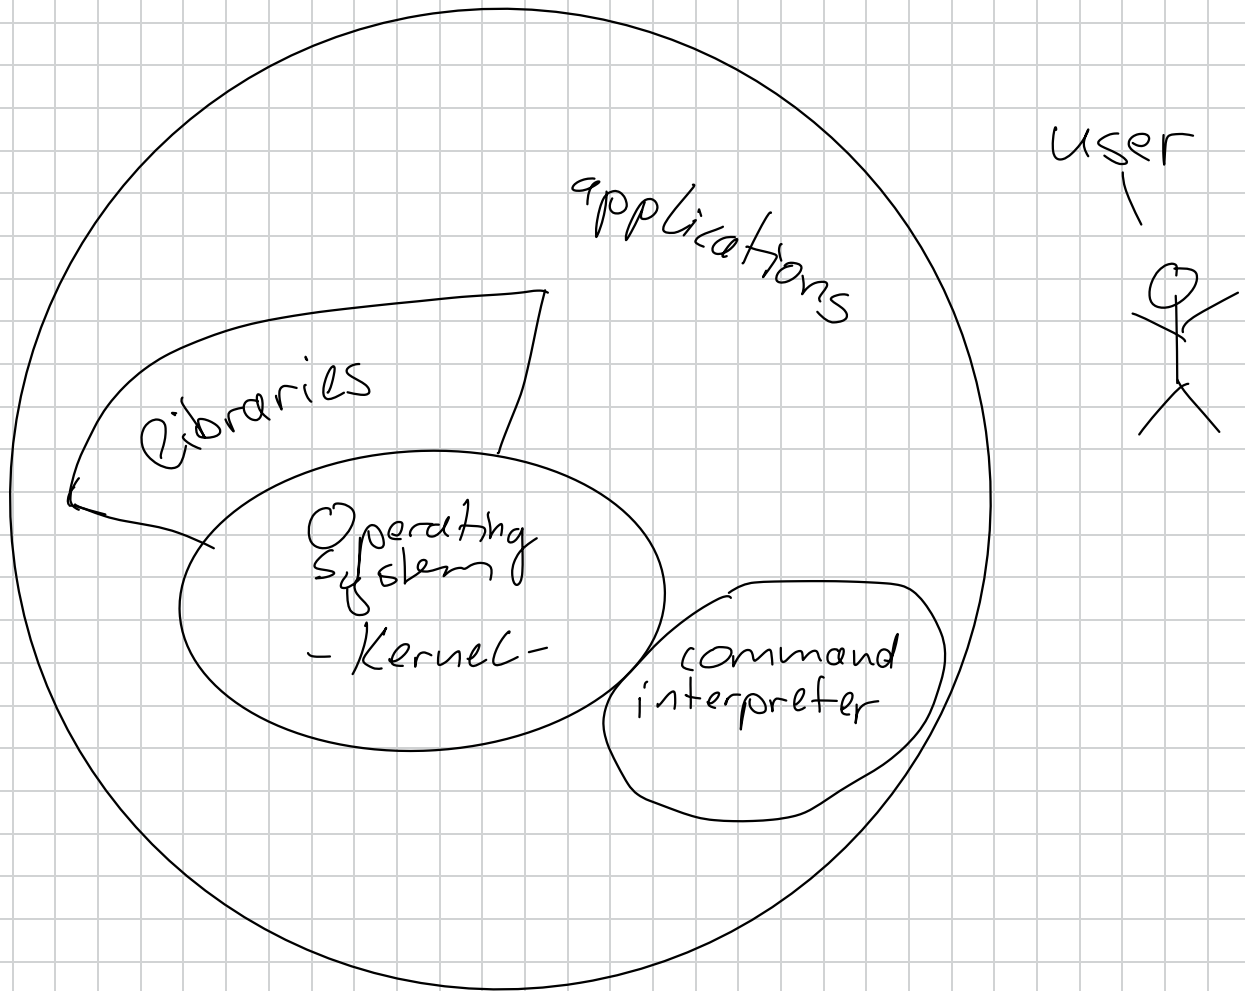 user
applications
libraries
Operating
system
-Kernel-
command
interpreter